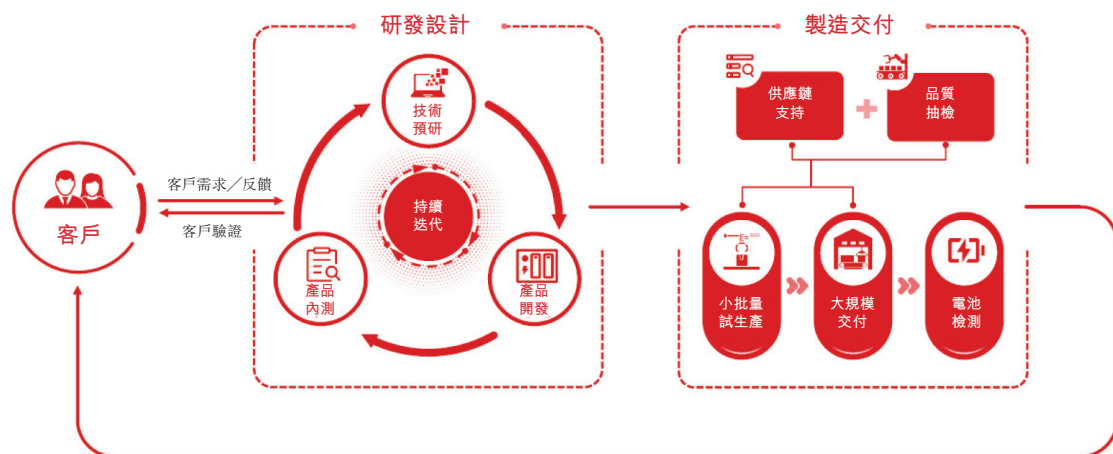 研發設計
製造交付
技術
預研
供應鏈
支持
品質
抽檢
客戶需求／反饋
客戶驗證
客戶
持續
迭代
產品
內測
產品
開發
小批量
試生產
大規模
交付
電池
檢測